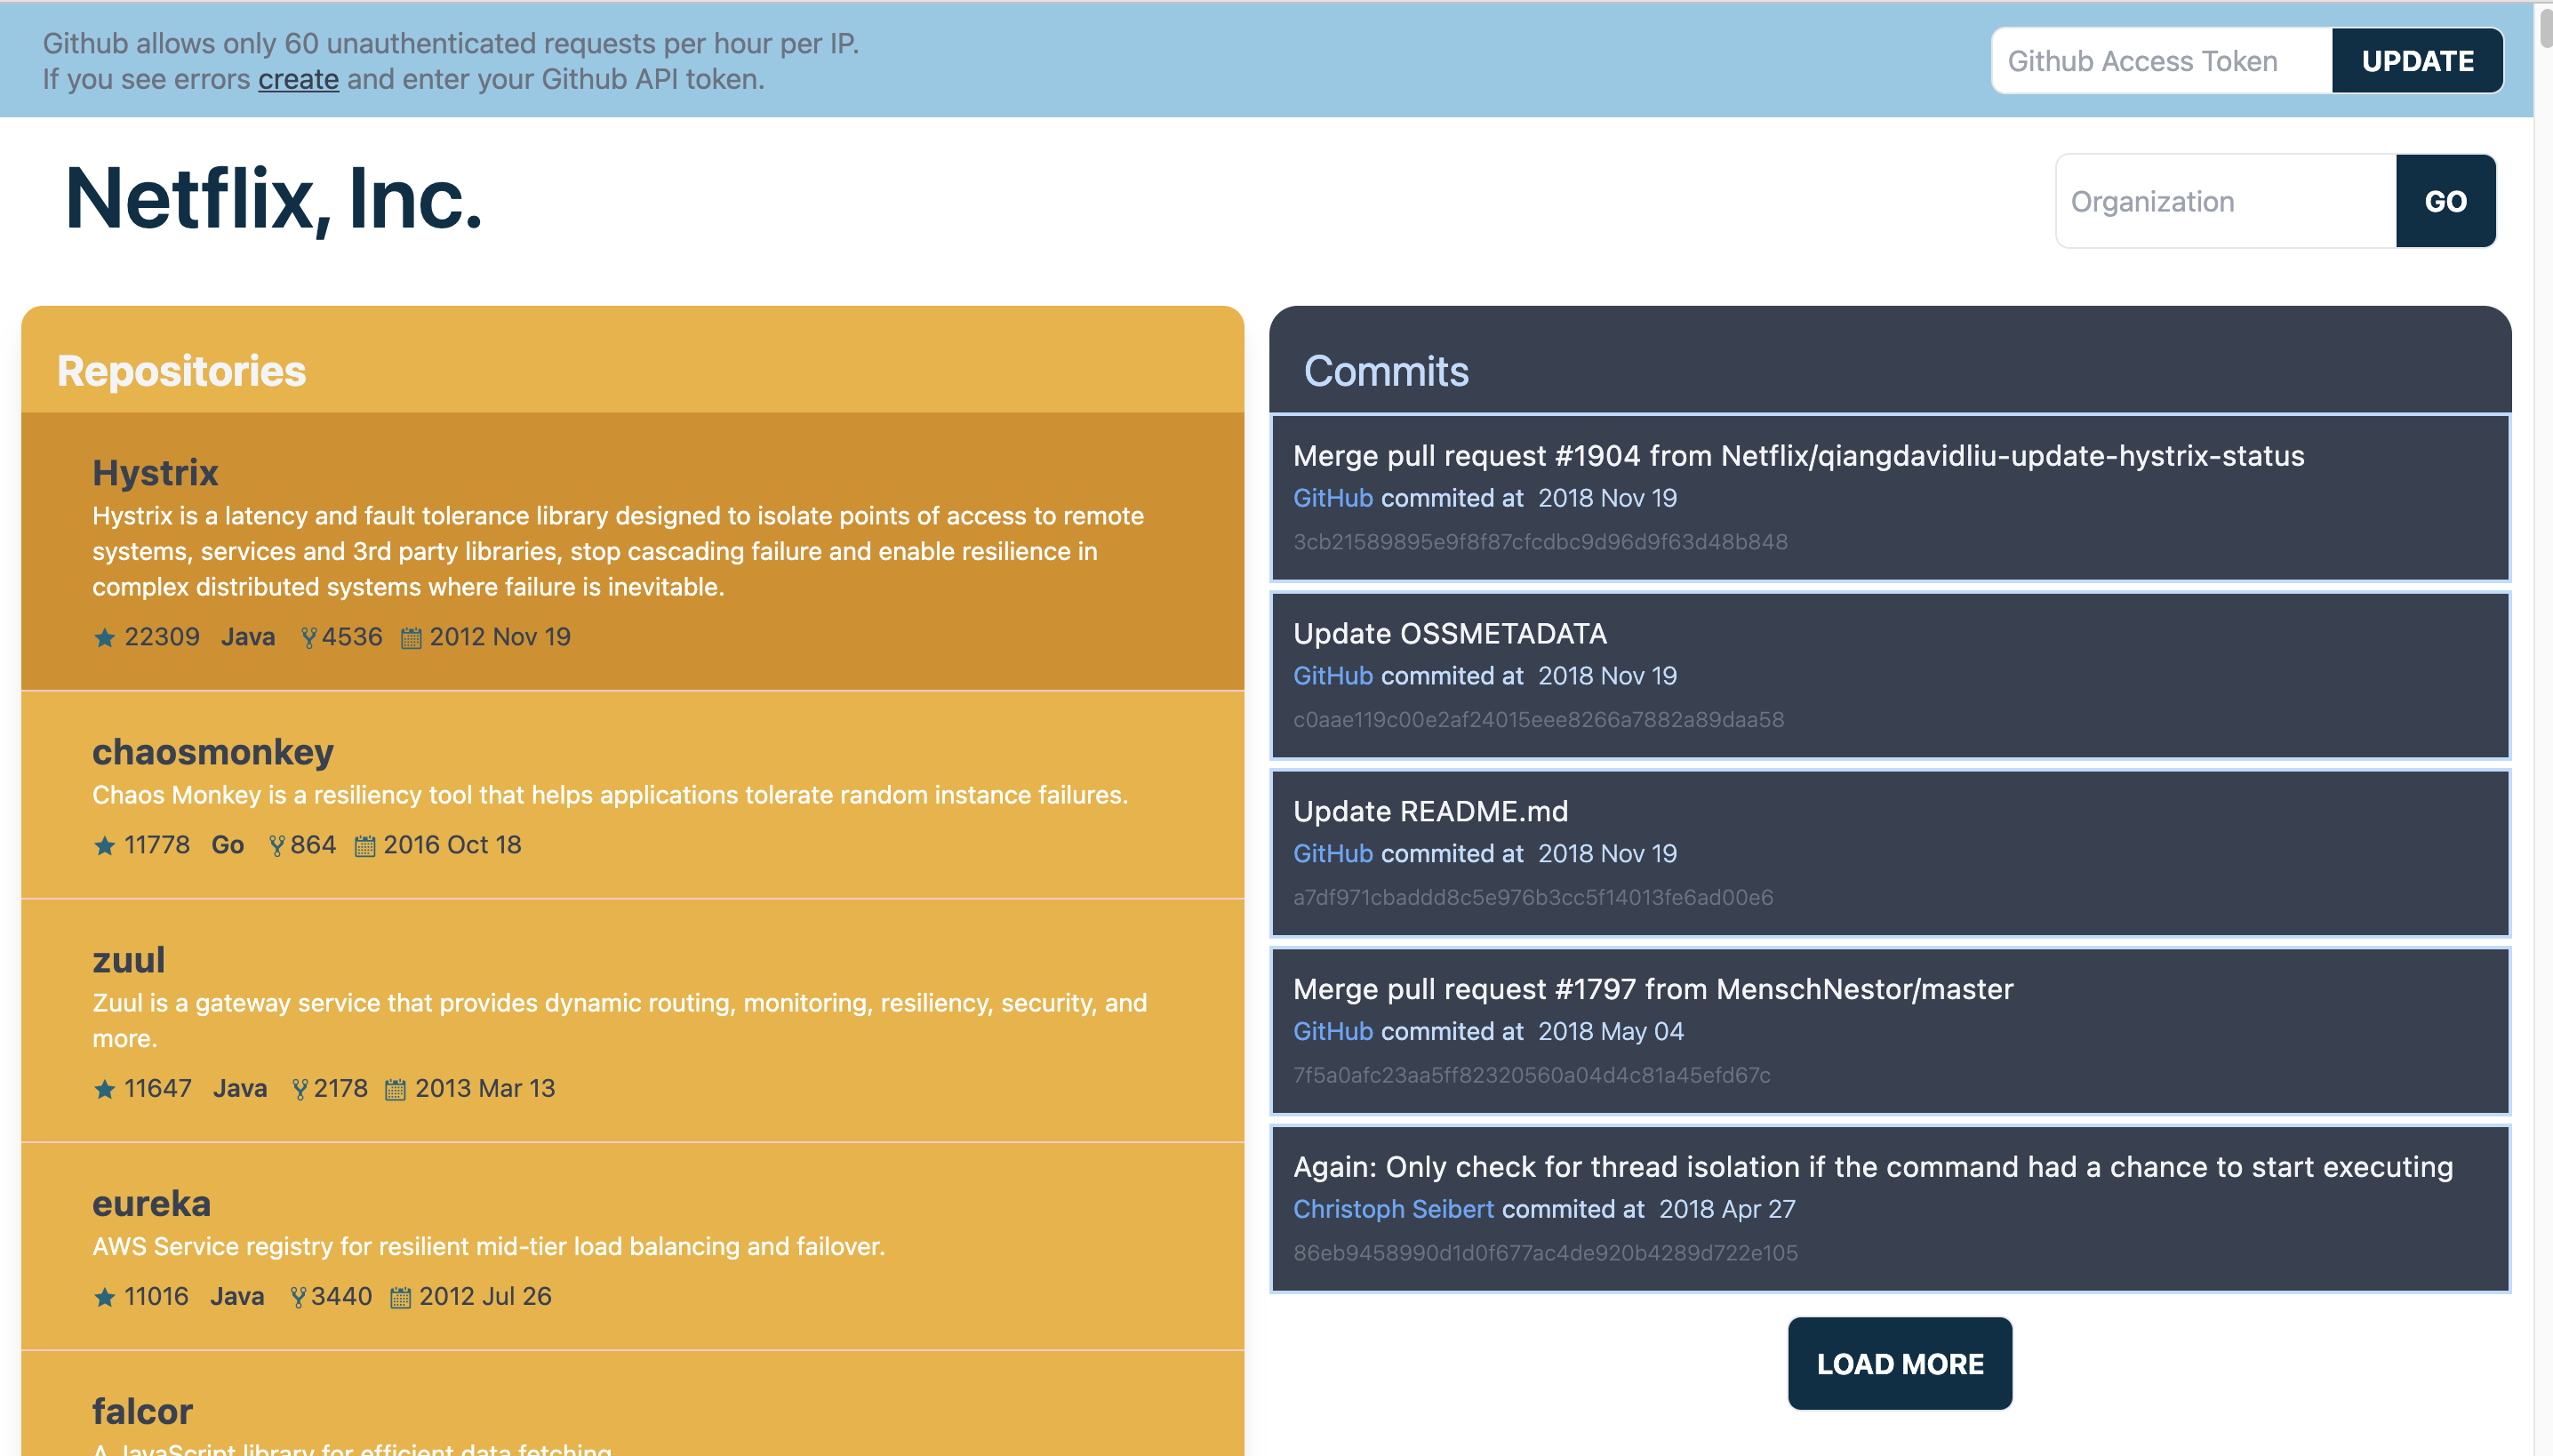 Github allows only 60 unauthenticated requests per hour per IP.
If you see errors create and enter your Github API token.
Github Access Token
UPDATE
Netflix, Inc.
Organization
GO
Repositories
Hystrix
Hystrix is a latency and fault tolerance library designed to isolate points of access to remote
systems, services and 3rd party libraries, stop cascading failure and enable resilience in
complex distributed systems where failure is inevitable.
22309 Java 4536 2012 Nov 19
chaosmonkey
Chaos Monkey is a resiliency tool that helps applications tolerate random instance failures.
11778 Go 864 2016 Oct 18
zuul
Zuul is a gateway service that provides dynamic routing, monitoring, resiliency, security, and
more.
11647 Java 2178 2013 Mar 13
eureka
AWS Service registry for resilient mid-tier load balancing and failover.
11016 Java 3440 2012 Jul 26
falcor
A JavaScript library for efficient data fetching
Commits
Merge pull request #1904 from Netflix/qiangdavidliu-update-hystrix-status
GitHub commited at 2018 Nov 19
3cb21589895e9f8f87cfcdbc9d96d9f63d48b848
Update OSSMETADATA
GitHub commited at 2018 Nov 19
c0aae119c00e2af24015eee8266a7882a89daa58
Update README.md
GitHub commited at 2018 Nov 19
a7df971cbaddd8c5e976b3cc5f14013fe6ad00e6
Merge pull request #1797 from MenschNestor/master
GitHub commited at 2018 May 04
7f5a0afc23aa5ff82320560a04d4c81a45efd67c
Again: Only check for thread isolation if the command had a chance to start executing
Christoph Seibert commited at 2018 Apr 27
86eb9458990d1d0f677ac4de920b4289d722e105
LOAD MORE